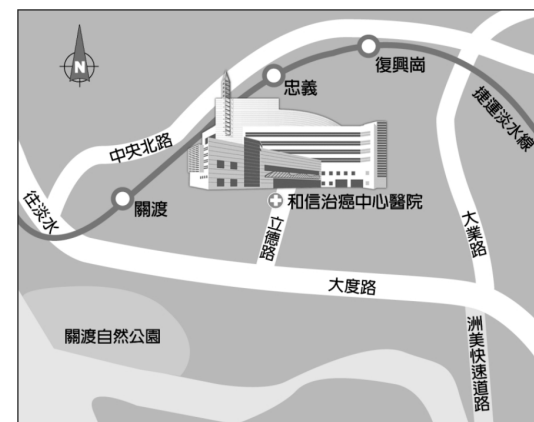 N
復興崗
忠義
捷運淡水線
中央北路
往淡水
關渡
和信治癌中心醫院
立德路
大業路
大度路
關渡自然公園
洲美快速道路